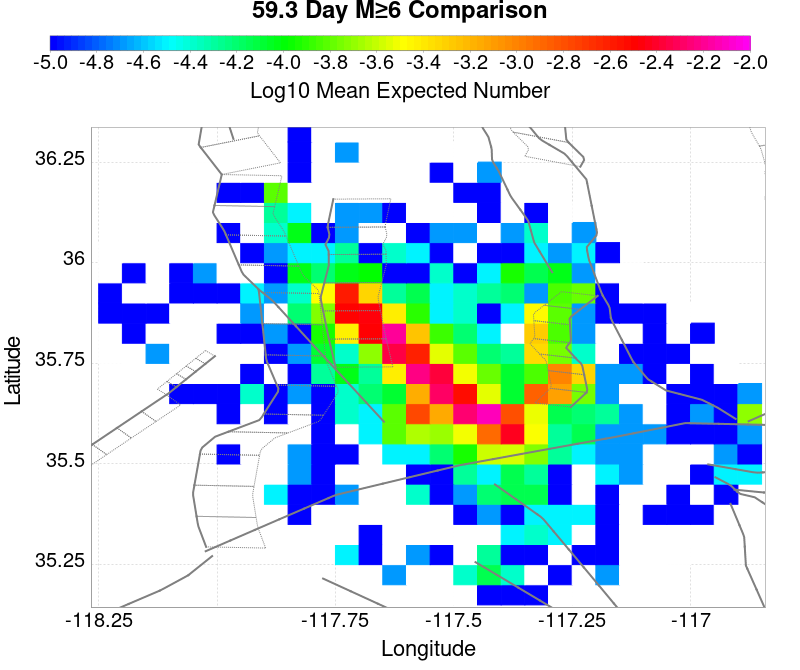 59.3 Day M≥6 Comparison
-5.0 -4.8 -4.6 -4.4 -4.2 -4.0 -3.8 -3.6 -3.4 -3.2 -3.0 -2.8 -2.6 -2.4 -2.2 -2.0
Log10 Mean Expected Number
36.25
36
35.75
35.5
35.25
Latitude
-118.25 -117.75 -117.5 -117.25 -117
Longitude